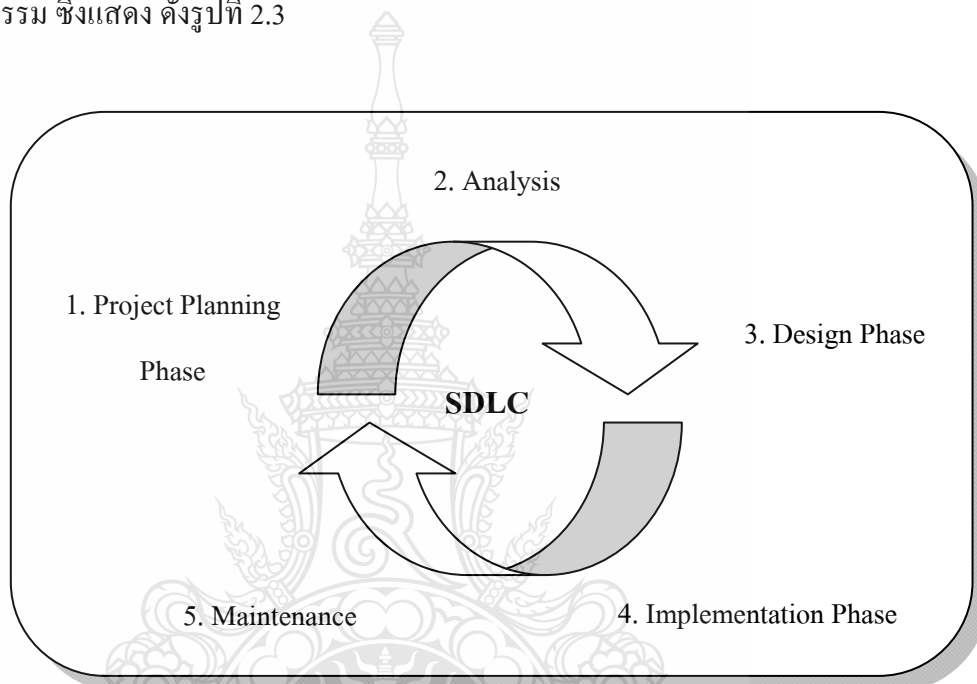 รรม ซึ่งแสดง ดังรูปที่ 2.3
2. Analysis
1. Project Planning
Phase
3. Design Phase
SDLC
5. Maintenance
4. Implementation Phase